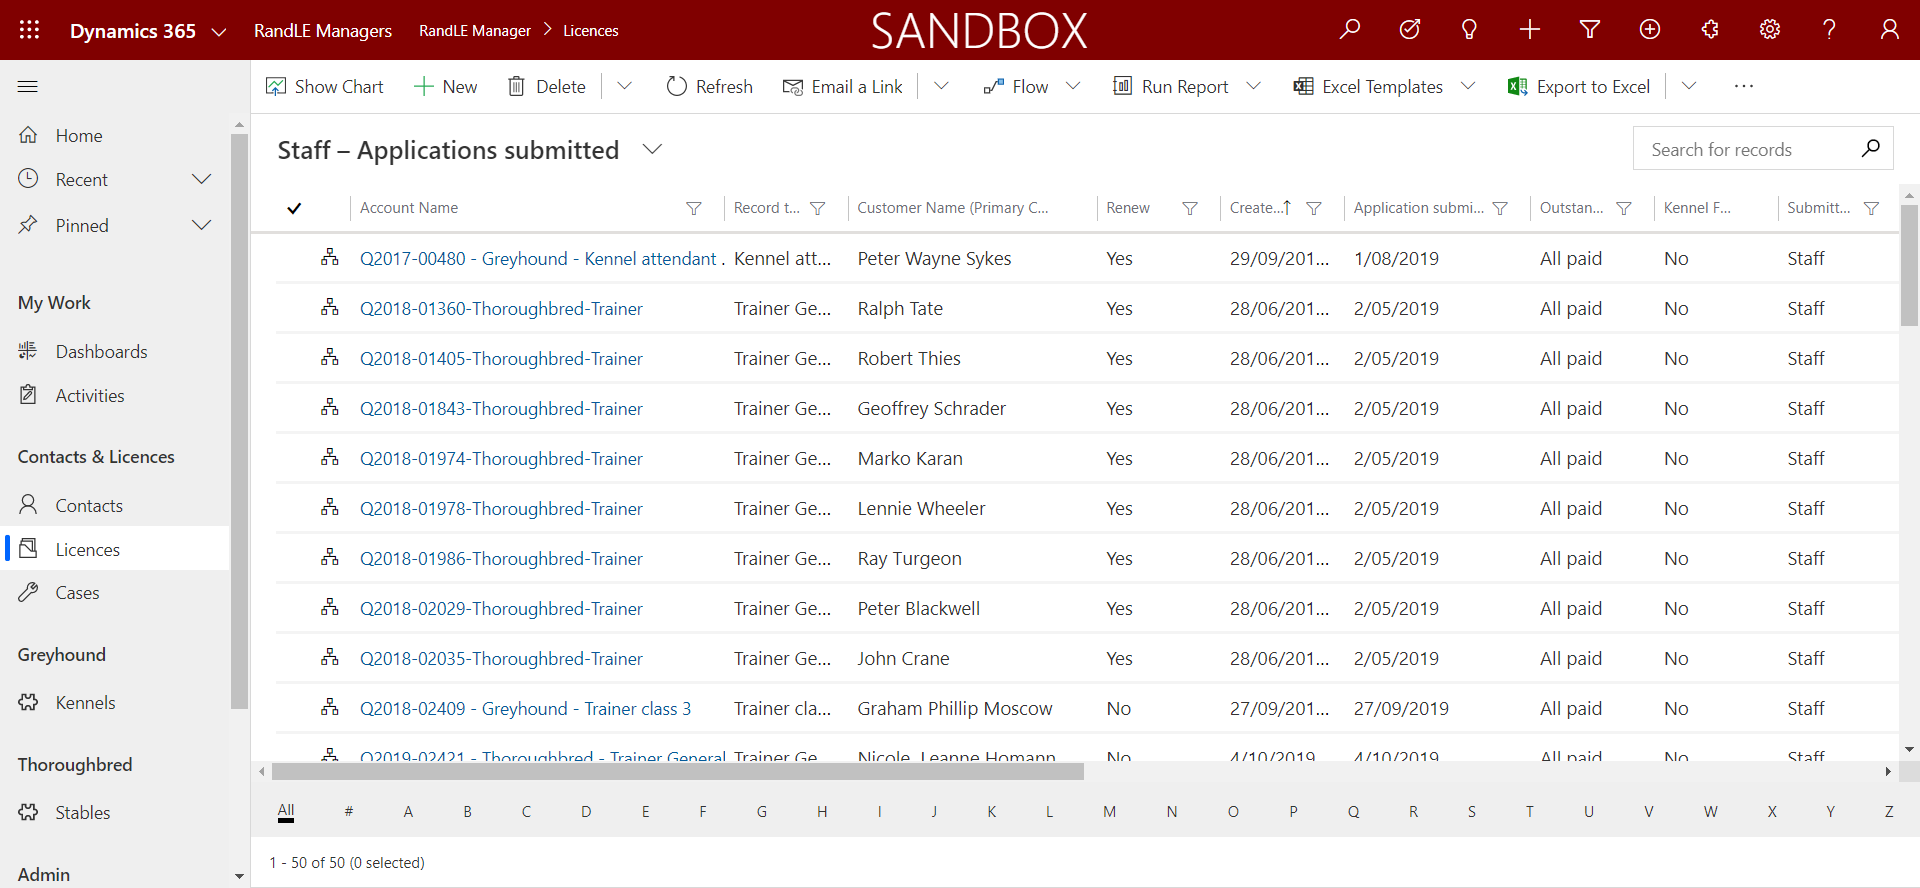 Dynamics 365 RandLE Managers RandLE Manager Licences SANDBOX
Show Chart New Delete Refresh Email a Link Flow Run Report Excel Templates Export to Excel
Home
Recent
Pinned
My Work
Dashboards
Activities
Contacts & Licences
Contacts
Licences
Cases
Greyhound
Kennels
Thoroughbred
Stables
Admin
Staff – Applications submitted
Search for records
Account Name Record t... Customer Name (Primary C... Renew Create... Application submi... Outstan... Kennel F... Submitt...
Q2017-00480 - Greyhound - Kennel attendant . Kennel att... Peter Wayne Sykes Yes 29/09/201... 1/08/2019 All paid No Staff
Q2018-01360-Thoroughbred-Trainer Trainer Ge... Ralph Tate Yes 28/06/201... 2/05/2019 All paid No Staff
Q2018-01405-Thoroughbred-Trainer Trainer Ge... Robert Thies Yes 28/06/201... 2/05/2019 All paid No Staff
Q2018-01843-Thoroughbred-Trainer Trainer Ge... Geoffrey Schrader Yes 28/06/201... 2/05/2019 All paid No Staff
Q2018-01974-Thoroughbred-Trainer Trainer Ge... Marko Karan Yes 28/06/201... 2/05/2019 All paid No Staff
Q2018-01978-Thoroughbred-Trainer Trainer Ge... Lennie Wheeler Yes 28/06/201... 2/05/2019 All paid No Staff
Q2018-01986-Thoroughbred-Trainer Trainer Ge... Ray Turgeon Yes 28/06/201... 2/05/2019 All paid No Staff
Q2018-02029-Thoroughbred-Trainer Trainer Ge... Peter Blackwell Yes 28/06/201... 2/05/2019 All paid No Staff
Q2018-02035-Thoroughbred-Trainer Trainer Ge... John Crane Yes 28/06/201... 2/05/2019 All paid No Staff
Q2018-02409 - Greyhound - Trainer class 3 Trainer cla... Graham Phillip Moscow No 27/09/201... 27/09/2019 All paid No Staff
Q2019-02421 - Thoroughbred - Trainer General Trainer Ge... Nicole Leanne Homann No 4/10/2019 4/10/2019 All paid No Staff
All # A B C D E F G H I J K L M N O P Q R S T U V W X Y Z
1 - 50 of 50 (0 selected)